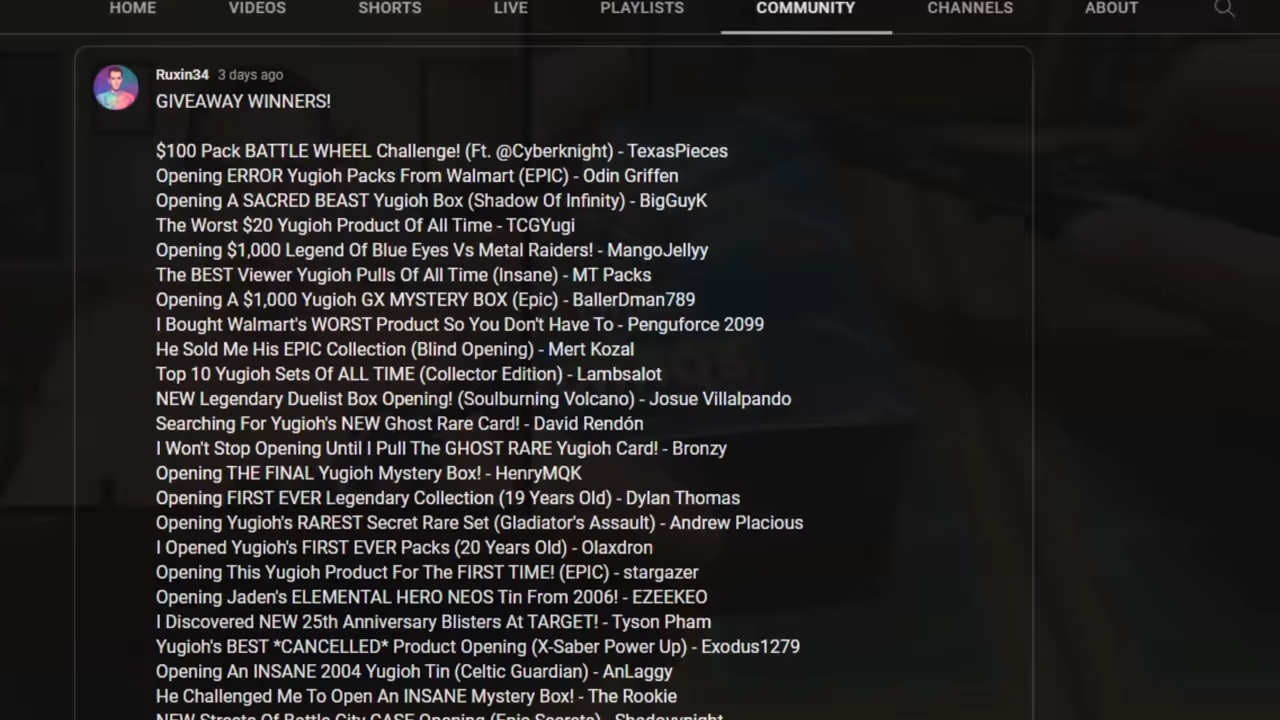 HOME VIDEOS SHORTS LIVE PLAYLISTS COMMUNITY CHANNELS ABOUT
Ruxin34 3 days ago
GIVEAWAY WINNERS!
$100 Pack BATTLE WHEEL Challenge! (Ft. @Cyberknight) - TexasPieces
Opening ERROR Yugioh Packs From Walmart (EPIC) - Odin Griffen
Opening A SACRED BEAST Yugioh Box (Shadow Of Infinity) - BigGuyK
The Worst $20 Yugioh Product Of All Time - TCGYugi
Opening $1,000 Legend Of Blue Eyes Vs Metal Raiders! - MangoJellyy
The BEST Viewer Yugioh Pulls Of All Time (Insane) - MT Packs
Opening A $1,000 Yugioh GX MYSTERY BOX (Epic) - BallerDman789
I Bought Walmart's WORST Product So You Don't Have To - Penguforce 2099
He Sold Me His EPIC Collection (Blind Opening) - Mert Kozal
Top 10 Yugioh Sets Of ALL TIME (Collector Edition) - Lambsalot
NEW Legendary Duelist Box Opening! (Soulburning Volcano) - Josue Villalpando
Searching For Yugioh's NEW Ghost Rare Card! - David Rendón
I Won't Stop Opening Until I Pull The GHOST RARE Yugioh Card! - Bronzy
Opening THE FINAL Yugioh Mystery Box! - HenryMQK
Opening FIRST EVER Legendary Collection (19 Years Old) - Dylan Thomas
Opening Yugioh's RAREST Secret Rare Set (Gladiator's Assault) - Andrew Placious
I Opened Yugioh's FIRST EVER Packs (20 Years Old) - Olaxdron
Opening This Yugioh Product For The FIRST TIME! (EPIC) - stargazer
Opening Jaden's ELEMENTAL HERO NEOS Tin From 2006! - EZEEKEO
I Discovered NEW 25th Anniversary Blisters At TARGET! - Tyson Pham
Yugioh's BEST *CANCELLED* Product Opening (X-Saber Power Up) - Exodus1279
Opening An INSANE 2004 Yugioh Tin (Celtic Guardian) - AnLaggy
He Challenged Me To Open An INSANE Mystery Box! - The Rookie
NEW Streets Of Battle City CASE Opening (Epic Secrets) - Shadowynight